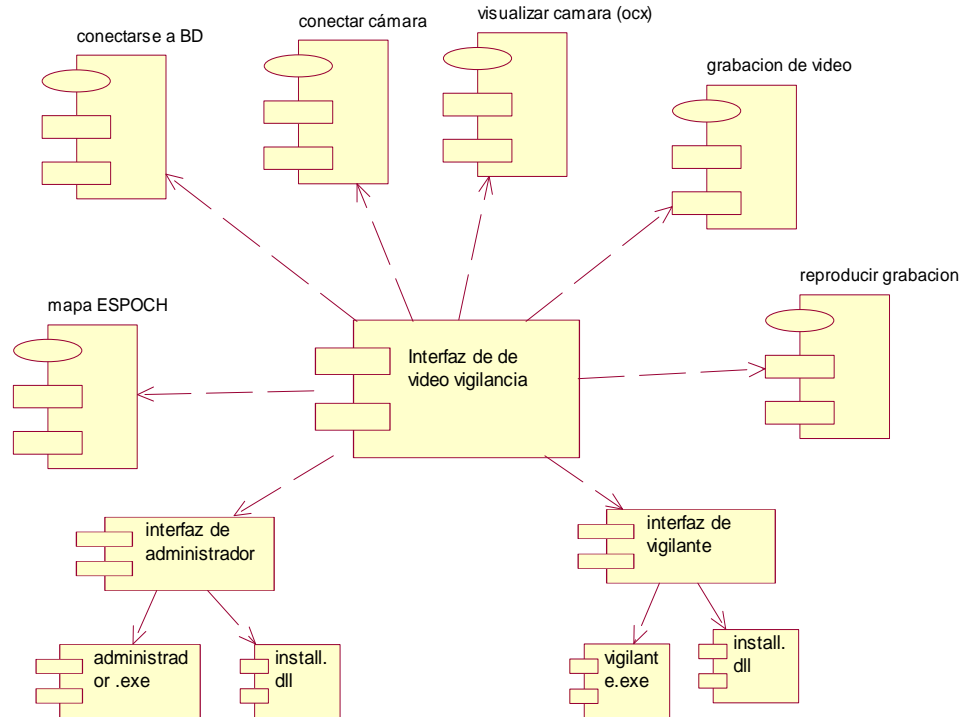 conectarse a BD
conectar cámara
visualizar camara (ocx)
grabacion de video
mapa ESPOCH
reproducir grabacion
Interfaz de de
video vigilancia
interfaz de
administrador
interfaz de
vigilante
administrad
or .exe
install.
dll
vigilant
e.exe
install.
dll